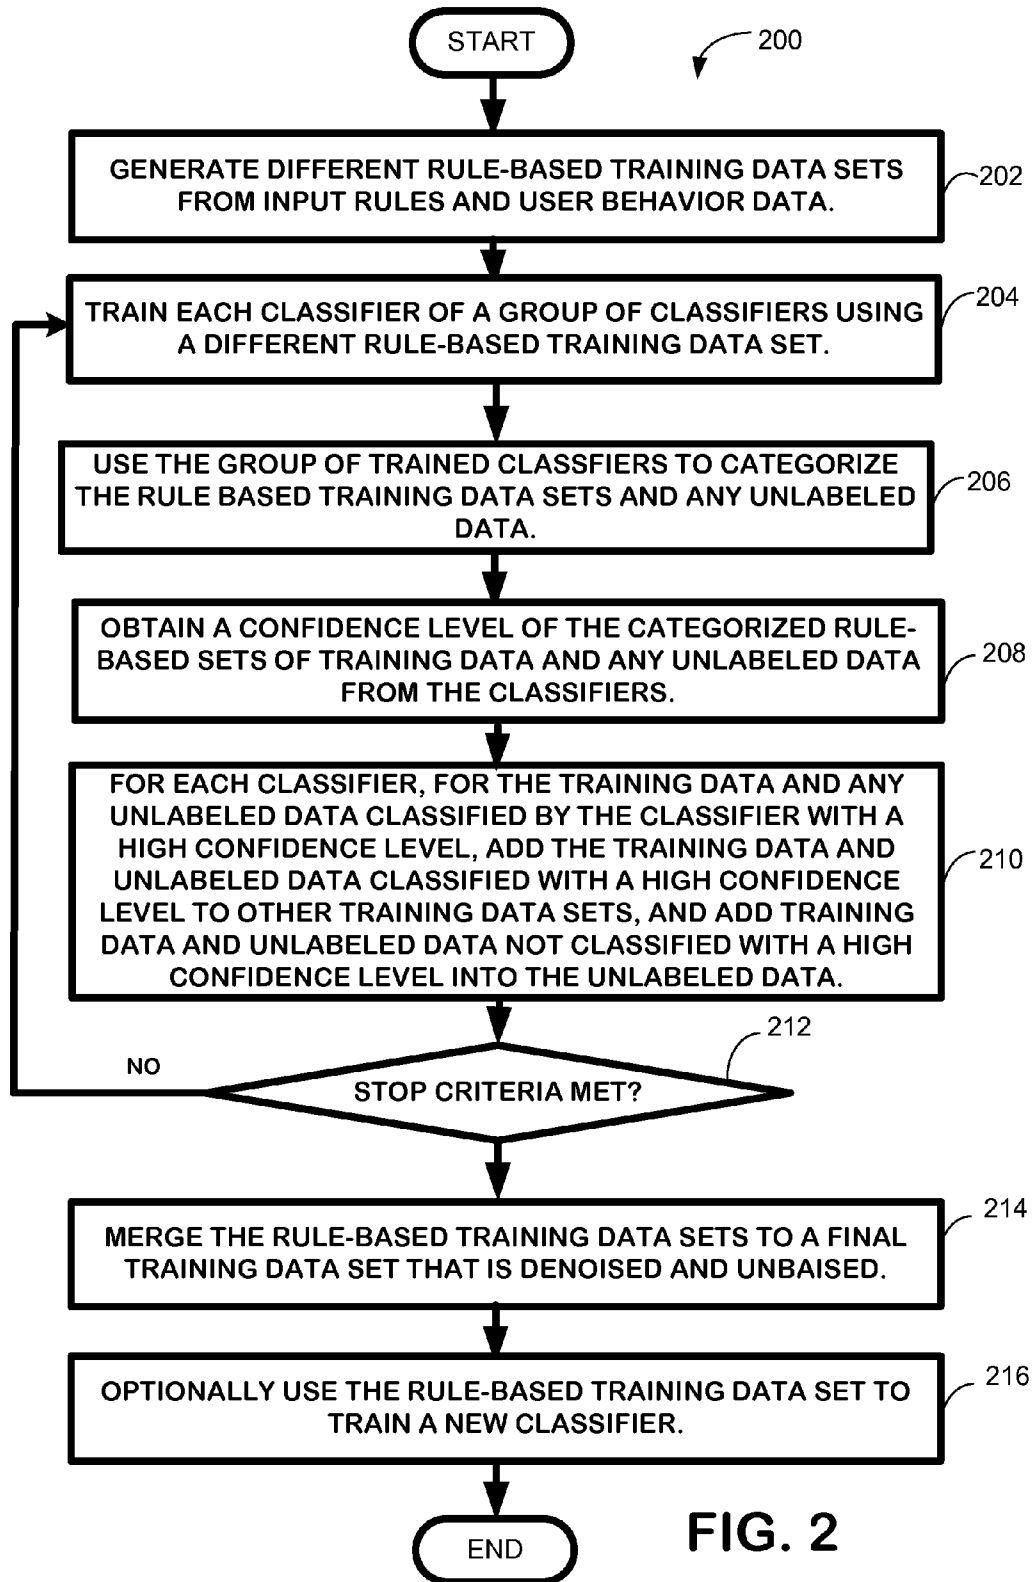 START
200
GENERATE DIFFERENT RULE-BASED TRAINING DATA SETS
FROM INPUT RULES AND USER BEHAVIOR DATA.
202
TRAIN EACH CLASSIFIER OF A GROUP OF CLASSIFIERS USING
A DIFFERENT RULE-BASED TRAINING DATA SET.
204
USE THE GROUP OF TRAINED CLASSFIERS TO CATEGORIZE
THE RULE BASED TRAINING DATA SETS AND ANY UNLABELED
DATA.
206
OBTAIN A CONFIDENCE LEVEL OF THE CATEGORIZED RULE-
BASED SETS OF TRAINING DATA AND ANY UNLABELED DATA
FROM THE CLASSIFIERS.
208
FOR EACH CLASSIFIER, FOR THE TRAINING DATA AND ANY
UNLABELED DATA CLASSIFIED BY THE CLASSIFIER WITH A
HIGH CONFIDENCE LEVEL, ADD THE TRAINING DATA AND
UNLABELED DATA CLASSIFIED WITH A HIGH CONFIDENCE
LEVEL TO OTHER TRAINING DATA SETS, AND ADD TRAINING
DATA AND UNLABELED DATA NOT CLASSIFIED WITH A HIGH
CONFIDENCE LEVEL INTO THE UNLABELED DATA.
210
212
NO
STOP CRITERIA MET?
MERGE THE RULE-BASED TRAINING DATA SETS TO A FINAL
TRAINING DATA SET THAT IS DENOISED AND UNBAISED.
214
OPTIONALLY USE THE RULE-BASED TRAINING DATA SET TO
TRAIN A NEW CLASSIFIER.
216
END
FIG. 2